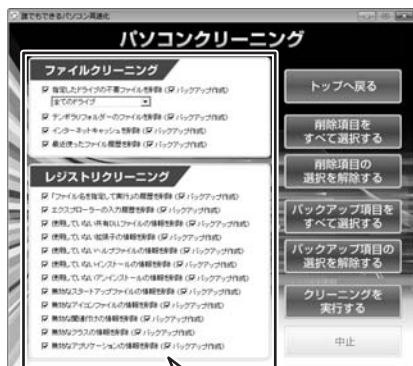 誰でもできるパソコン高速化
パソコンクリーニング
ファイルクリーニング
指定したドライブの不要ファイルを削除 (バックアップ作成)
全てのドライブ
テンポラリフォルダーのファイルを削除 (バックアップ作成)
インターネットキャッシュを削除 (バックアップ作成)
最近使ったファイル履歴を削除 (バックアップ作成)
レジストリクリーニング
「ファイル名を指定して実行」の履歴を削除 (バックアップ作成)
エクスプローラーの入力履歴を削除 (バックアップ作成)
使用していない共有DLLファイルの情報を削除 (バックアップ作成)
使用していない拡張子の情報を削除 (バックアップ作成)
使用していないヘルプファイルの情報を削除 (バックアップ作成)
使用していないインストールの情報を削除 (バックアップ作成)
使用していないアンインストールの情報を削除 (バックアップ作成)
無効なスタートアップファイルの情報を削除 (バックアップ作成)
無効なアイコンファイルの情報を削除 (バックアップ作成)
無効な関連付けの情報を削除 (バックアップ作成)
無効なクラスの情報を削除 (バックアップ作成)
無効なアプリケーションの情報を削除 (バックアップ作成)
トップへ戻る
削除項目を
すべて選択する
削除項目の
選択を解除する
バックアップ項目を
すべて選択する
バックアップ項目の
選択を解除する
クリーニングを
実行する
中止